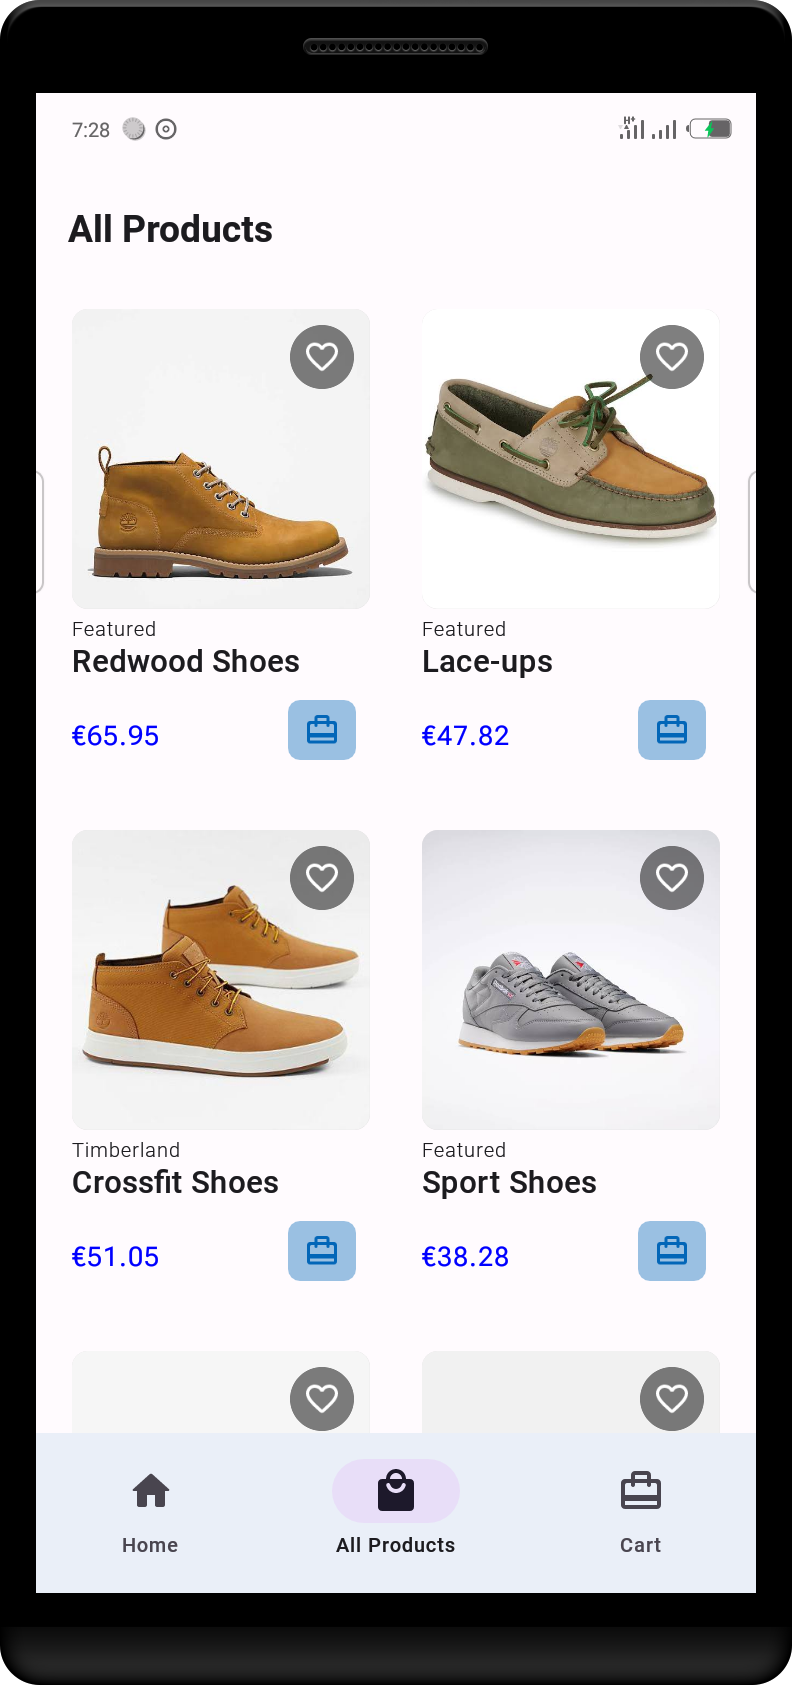 7:28
H+
All Products
Featured
Redwood Shoes
€65.95
Featured
Lace-ups
€47.82
Reebok
Timberland
Crossfit Shoes
€51.05
Featured
Sport Shoes
€38.28
Home
All Products
Cart